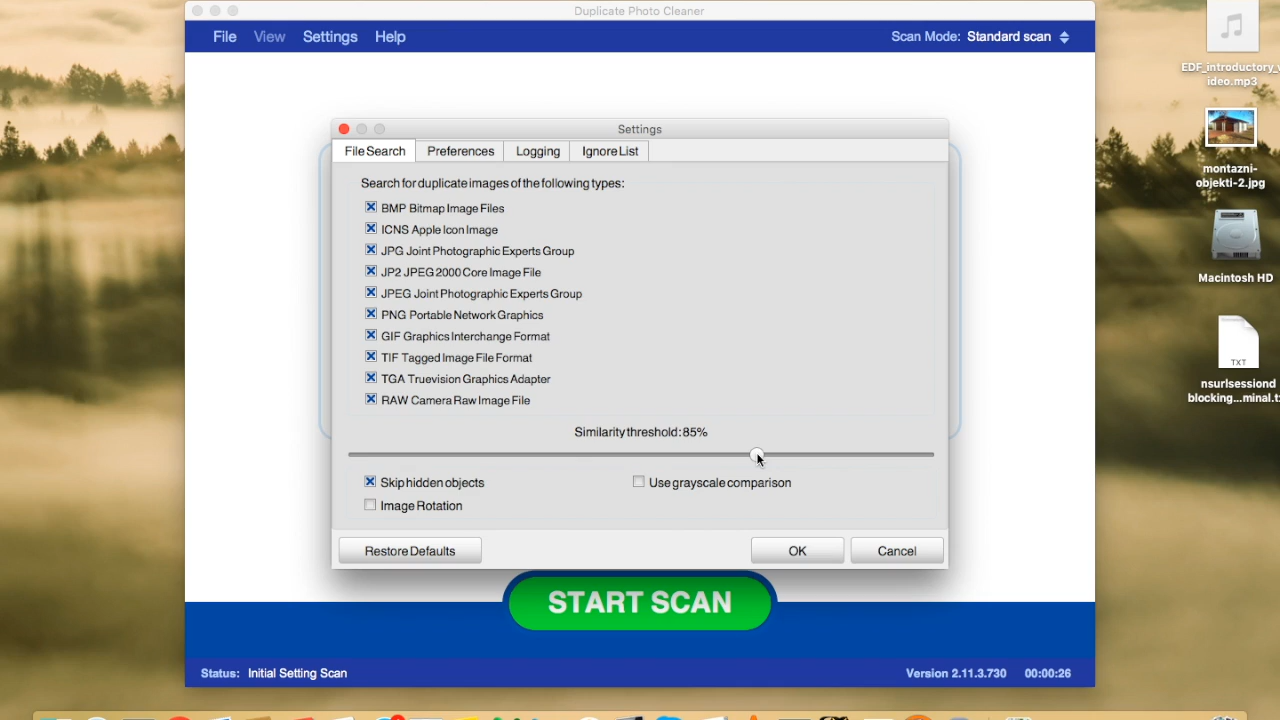 Duplicate Photo Cleaner
File View Settings Help Scan Mode: Standard scan
Settings
File Search Preferences Logging Ignore List
Search for duplicate images of the following types:
BMP Bitmap Image Files
ICNS Apple Icon Image
JPG Joint Photographic Experts Group
JP2 JPEG 2000 Core Image File
JPEG Joint Photographic Experts Group
PNG Portable Network Graphics
GIF Graphics Interchange Format
TIF Tagged Image File Format
TGA Truevision Graphics Adapter
RAW Camera Raw Image File
Similarity threshold: 85%
Skip hidden objects Use grayscale comparison
Image Rotation
Restore Defaults OK Cancel
START SCAN
Status: Initial Setting Scan Version 2.11.3.730 00:00:26
EDF_introductory_v
ideo.mp3
montazni-
objekti-2.jpg
Macintosh HD
TXT
nsurlsessiond
blocking...minal.t